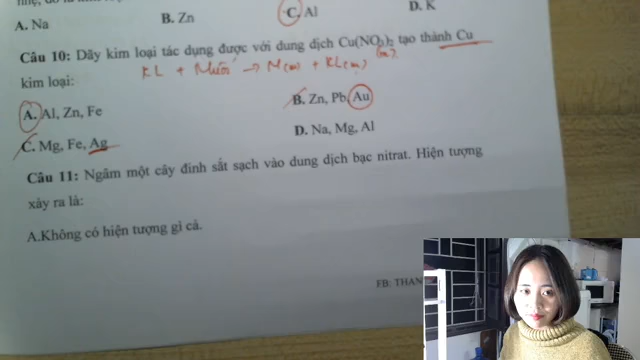 A. Na B. Zn C. Al D. K
Câu 10: Dãy kim loại tác dụng được với dung dịch Cu(NO3)2 tạo thành Cu
kim loại:
KL + Muối → M(m) + KL(m)
A. Al, Zn, Fe B. Zn, Pb, Au
C. Mg, Fe, Ag D. Na, Mg, Al
Câu 11: Ngâm một cây đinh sắt sạch vào dung dịch bạc nitrat. Hiện tượng
xảy ra là:
A.Không có hiện tượng gì cả.
FB: THAN